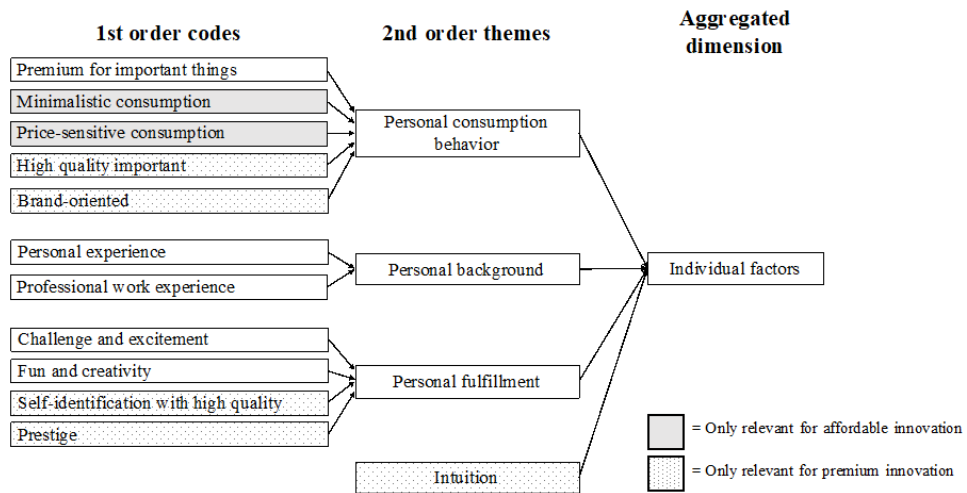 1st order codes
2nd order themes
Aggregated
dimension
Premium for important things
Minimalistic consumption
Price-sensitive consumption
High quality important
Brand-oriented
Personal consumption
behavior
Personal experience
Professional work experience
Personal background
Individual factors
Challenge and excitement
Fun and creativity
Self-identification with high quality
Prestige
Personal fulfillment
Intuition
= Only relevant for affordable innovation
= Only relevant for premium innovation